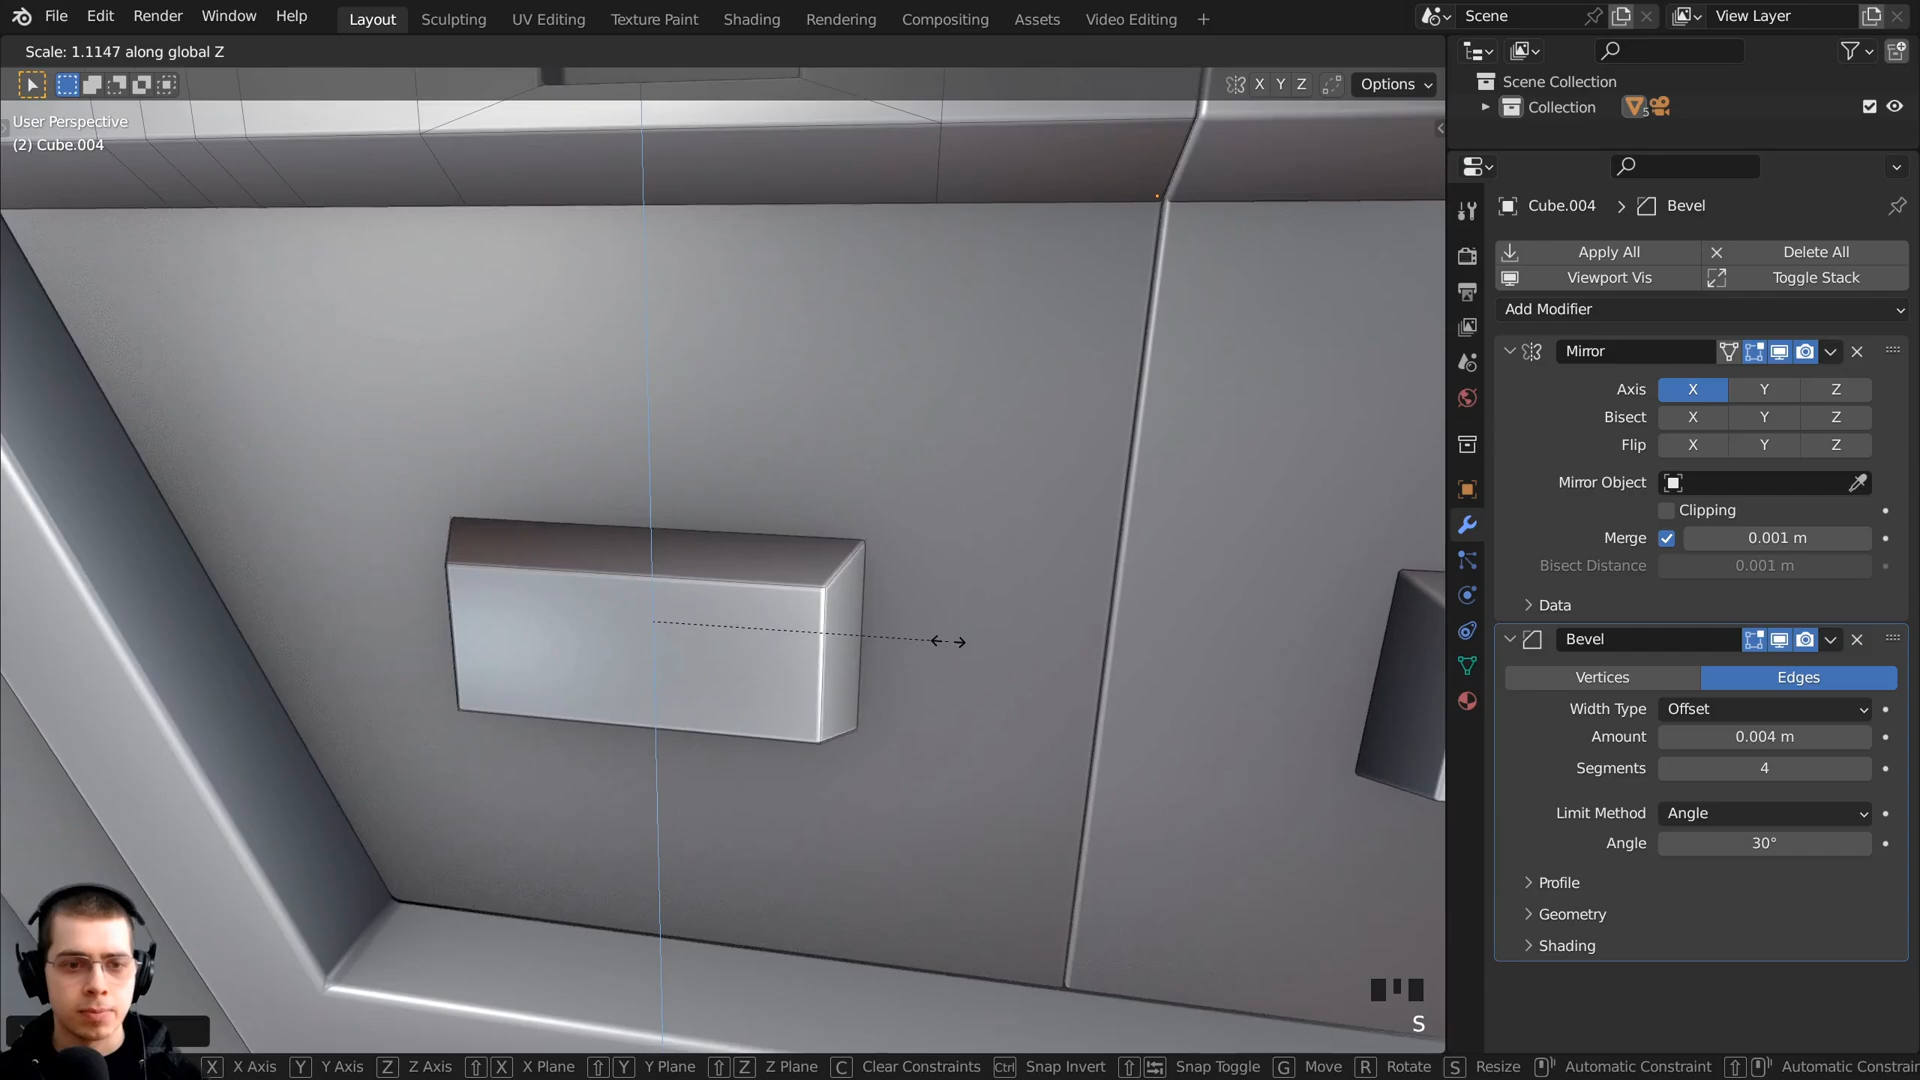 File Edit Render Window Help
Layout Sculpting UV Editing Texture Paint Shading Rendering Compositing Assets Video Editing +
Scene
View Layer
Scale: 1.1147 along global Z
X Y Z Options
User Perspective
(2) Cube.004
Scene Collection
Collection 5
Cube.004 > Bevel
Apply All
Delete All
Viewport Vis
Toggle Stack
Add Modifier
Mirror
Axis X Y Z
Bisect X Y Z
Flip X Y Z
Mirror Object
Clipping
Merge 0.001 m
Bisect Distance 0.001 m
Data
Bevel
Vertices Edges
Width Type Offset
Amount 0.004 m
Segments 4
Limit Method Angle
Angle 30°
Profile
Geometry
Shading
S
X X Axis Y Y Axis Z Z Axis X X Plane Y Y Plane Z Z Plane C Clear Constraints Ctrl Snap Invert Snap Toggle G Move R Rotate S Resize Automatic Constraint Automatic Constrain